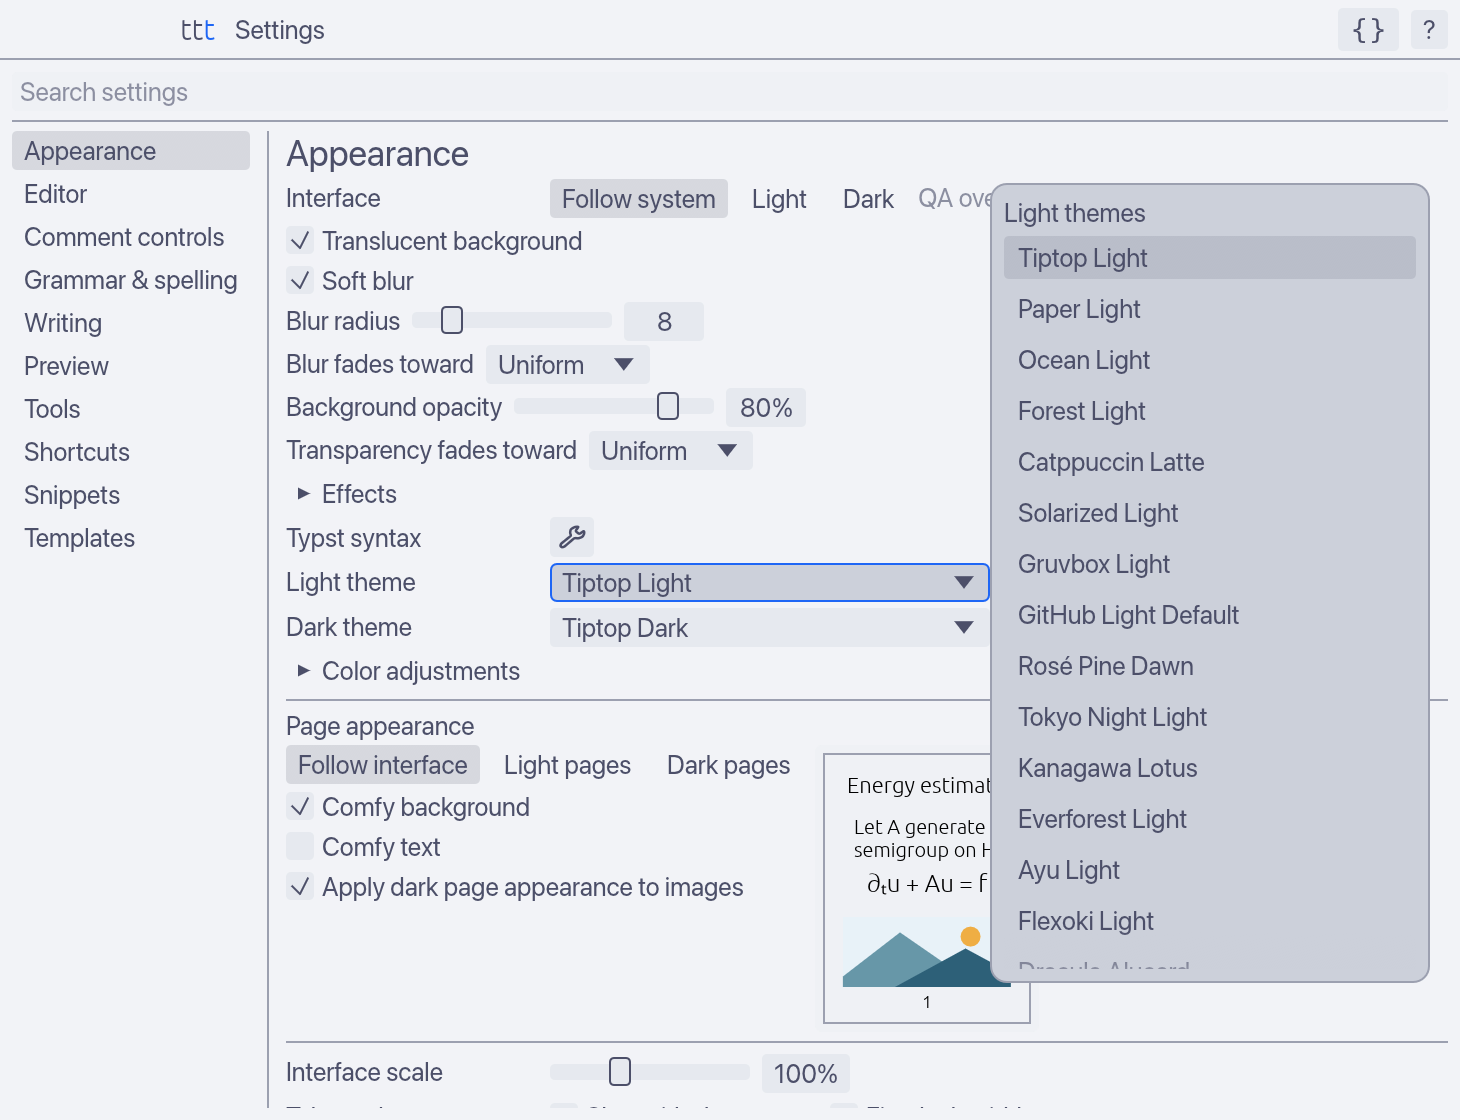 ttt Settings { } ?
Search settings
Appearance
Editor
Comment controls
Grammar & spelling
Writing
Preview
Tools
Shortcuts
Snippets
Templates
Appearance
Interface Follow system Light Dark QA
Translucent background
Soft blur
Blur radius 8
Blur fades toward Uniform
Background opacity 80%
Transparency fades toward Uniform
Effects
Typst syntax
Light theme Tiptop Light
Dark theme Tiptop Dark
Color adjustments
Page appearance
Follow interface Light pages Dark pages
Comfy background
Comfy text
Apply dark page appearance to images
Energy
Let A generate
semigroup on H
∂ₜu + Au = f
1
Interface scale 100%
Light themes
Tiptop Light
Paper Light
Ocean Light
Forest Light
Catppuccin Latte
Solarized Light
Gruvbox Light
GitHub Light Default
Rosé Pine Dawn
Tokyo Night Light
Kanagawa Lotus
Everforest Light
Ayu Light
Flexoki Light